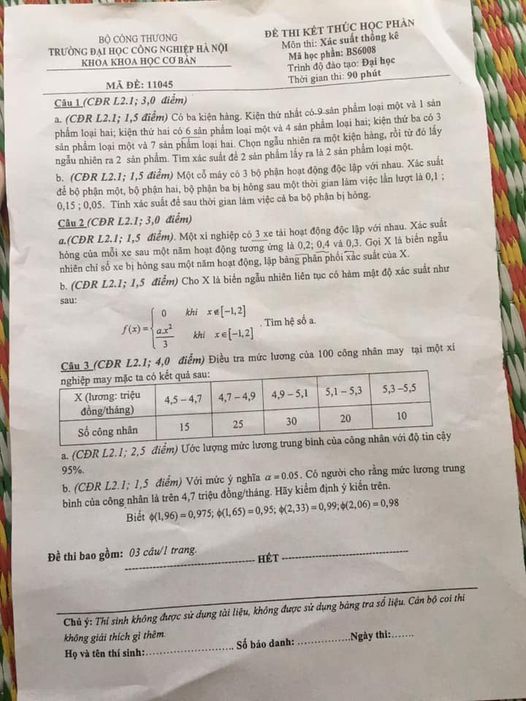 BỘ CÔNG THƯƠNG
TRƯỜNG ĐẠI HỌC CÔNG NGHIỆP HÀ NỘI
KHOA KHOA HỌC CƠ BẢN
MÃ ĐỀ: 11045
ĐỀ THI KẾT THÚC HỌC PHẦN
Môn thi: Xác suất thống kê
Mã học phần: BS6008
Trình độ đào tạo: Đại học
Thời gian thi: 90 phút
Câu 1 (CĐR L2.1; 3,0 điểm)
a. (CĐR L2.1; 1,5 điểm) Có ba kiện hàng. Kiện thứ nhất có 9 sản phẩm loại một và 1 sản
phẩm loại hai; kiện thứ hai có 6 sản phẩm loại một và 4 sản phẩm loại hai; kiện thứ ba có 3
sản phẩm loại một và 7 sản phẩm loại hai. Chọn ngẫu nhiên ra một kiện hàng, rồi từ đó lấy
ngẫu nhiên ra 2 sản phẩm. Tìm xác suất để 2 sản phẩm lấy ra là 2 sản phẩm loại một.
b. (CĐR L2.1; 1,5 điểm) Một cỗ máy có 3 bộ phận hoạt động độc lập với nhau. Xác suất
để bộ phận một, bộ phận hai, bộ phận ba bị hỏng sau một thời gian làm việc lần lượt là 0,1 ;
0,15 ; 0,05. Tính xác suất để sau thời gian làm việc cả ba bộ phận bị hỏng.
Câu 2 (CĐR L2.1; 3,0 điểm)
a.(CĐR L2.1; 1,5 điểm). Một xí nghiệp có 3 xe tải hoạt động độc lập với nhau. Xác suất
hỏng của mỗi xe sau một năm hoạt động tương ứng là 0,2; 0,4 và 0,3. Gọi X là biến ngẫu
nhiên chỉ số xe bị hỏng sau một năm hoạt động, lập bảng phân phối xác suất của X.
b. (CĐR L2.1; 1,5 điểm) Cho X là biến ngẫu nhiên liên tục có hàm mật độ xác suất như
sau:
f(x) = { 0 khi x ∉ [-1,2]
a.x²/3 khi x ∈ [-1,2] . Tìm hệ số a.
Câu 3 (CĐR L2.1; 4,0 điểm) Điều tra mức lương của 100 công nhân may tại một xí
nghiệp may mặc ta có kết quả sau:
X (lương: triệu đồng/tháng) 4,5 – 4,7 4,7 – 4,9 4,9 – 5,1 5,1 – 5,3 5,3 –5,5
Số công nhân 15 25 30 20 10
a. (CĐR L2.1; 2,5 điểm) Ước lượng mức lương trung bình của công nhân với độ tin cậy
95%.
b. (CĐR L2.1; 1,5 điểm) Với mức ý nghĩa α = 0.05. Có người cho rằng mức lương trung
bình của công nhân là trên 4,7 triệu đồng/tháng. Hãy kiểm định ý kiến trên.
Biết ϕ(1,96) = 0,975; ϕ(1,65) = 0,95; ϕ(2,33) = 0,99; ϕ(2,06) = 0,98
Đề thi bao gồm: 03 câu/1 trang.
HẾT
Chú ý: Thí sinh không được sử dụng tài liệu, không được sử dụng bảng tra số liệu. Cán bộ coi thi
không giải thích gì thêm.
Họ và tên thí sinh:........................ Số báo danh: ................Ngày thi:......